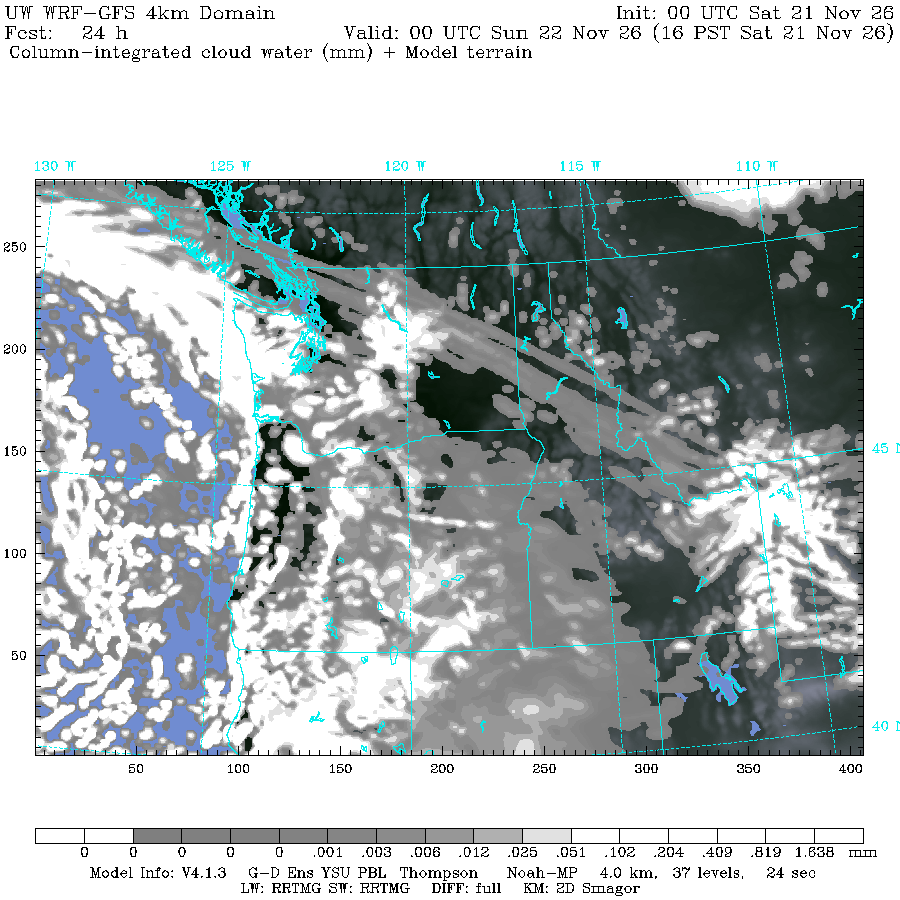 UW WRF-GFS 4km Domain Init: 00 UTC Sat 21 Nov 26
Fcst: 24 h Valid: 00 UTC Sun 22 Nov 26 (16 PST Sat 21 Nov 26)
Column-integrated cloud water (mm) + Model terrain
130 W 125 W 120 W 115 W 110 W
250
200
150
100
50
45 N
40 N
50 100 150 200 250 300 350 400
0 0 0 0 0 .001 .003 .006 .012 .025 .051 .102 .204 .409 .819 1.638 mm
Model Info: V4.1.3 G-D Ens YSU PBL Thompson Noah-MP 4.0 km, 37 levels, 24 sec
LW: RRTMG SW: RRTMG DIFF: full KM: 2D Smagor